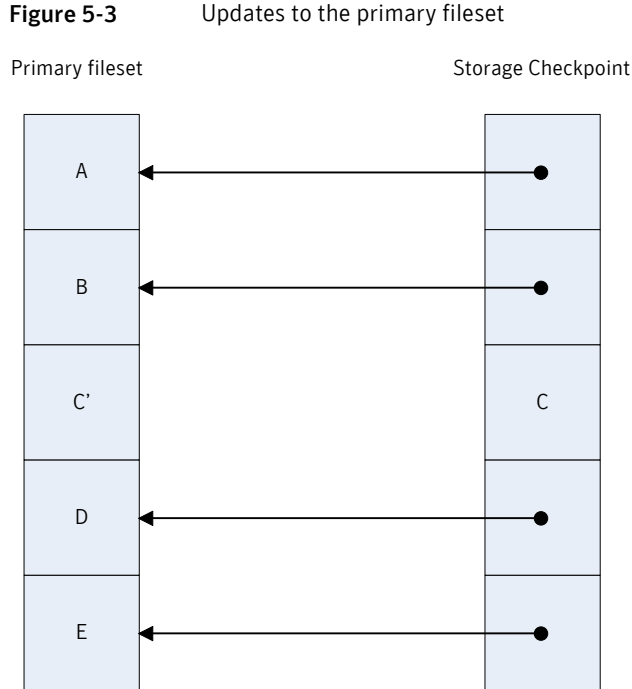 Figure 5-3 Updates to the primary fileset
Primary fileset Storage Checkpoint
A
B
C’ C
D
E